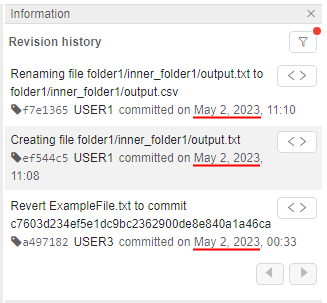 Information
Revision history
Renaming file folder1/inner_folder1/output.txt to
folder1/inner_folder1/output.csv
f7e1365 USER1 committed on May 2, 2023, 11:10
Creating file folder1/inner_folder1/output.txt
ef544c5 USER1 committed on May 2, 2023,
11:08
Revert ExampleFile.txt to commit
c7603d234ef5e1dc9bc2362900de8e840a1a46ca
a497182 USER3 committed on May 2, 2023, 00:33